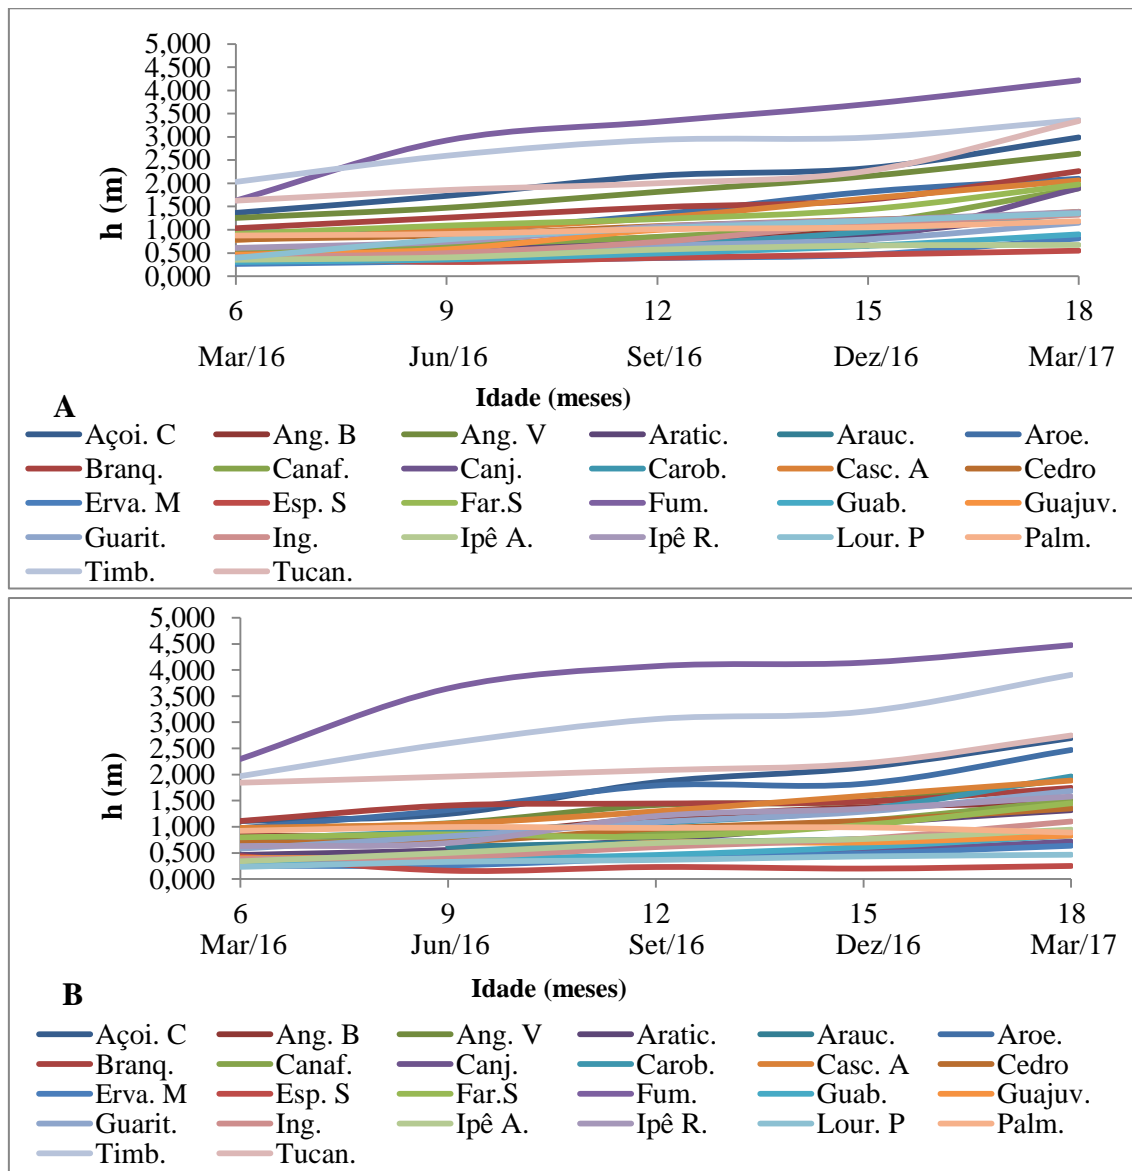 5,000
4,500
4,000
3,500
3,000
2,500
2,000
1,500
1,000
0,500
0,000
h (m)
6 9 12 15 18
Mar/16 Jun/16 Set/16 Dez/16 Mar/17
Idade (meses)
A
Açoi. C Ang. B Ang. V Aratic. Arauc. Aroe.
Branq. Canaf. Canj. Carob. Casc. A Cedro
Erva. M Esp. S Far.S Fum. Guab. Guajuv.
Guarit. Ing. Ipê A. Ipê R. Lour. P Palm.
Timb. Tucan.
5,000
4,500
4,000
3,500
3,000
2,500
2,000
1,500
1,000
0,500
0,000
h (m)
6 9 12 15 18
Mar/16 Jun/16 Set/16 Dez/16 Mar/17
Idade (meses)
B
Açoi. C Ang. B Ang. V Aratic. Arauc. Aroe.
Branq. Canaf. Canj. Carob. Casc. A Cedro
Erva. M Esp. S Far.S Fum. Guab. Guajuv.
Guarit. Ing. Ipê A. Ipê R. Lour. P Palm.
Timb. Tucan.